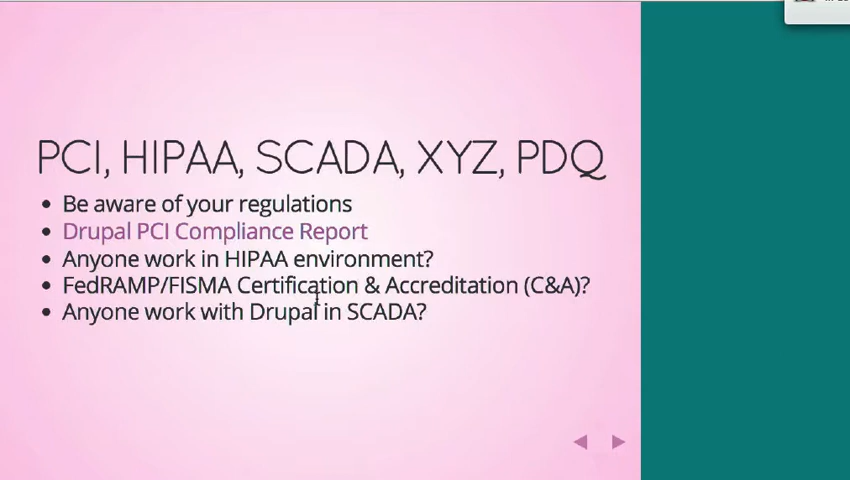 PCI, HIPAA, SCADA, XYZ, PDQ
Be aware of your regulations
Drupal PCI Compliance Report
Anyone work in HIPAA environment?
FedRAMP/FISMA Certification & Accreditation (C&A)?
Anyone work with Drupal in SCADA?